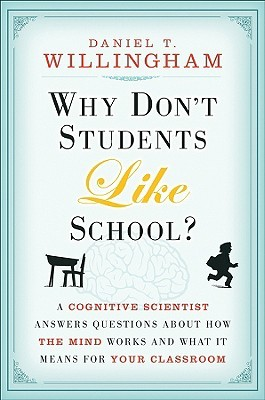 DANIEL T.
WILLINGHAM
WHY DON'T
STUDENTS
Like
SCHOOL?
A COGNITIVE SCIENTIST
ANSWERS QUESTIONS ABOUT HOW
THE MIND WORKS AND WHAT IT
MEANS FOR YOUR CLASSROOM